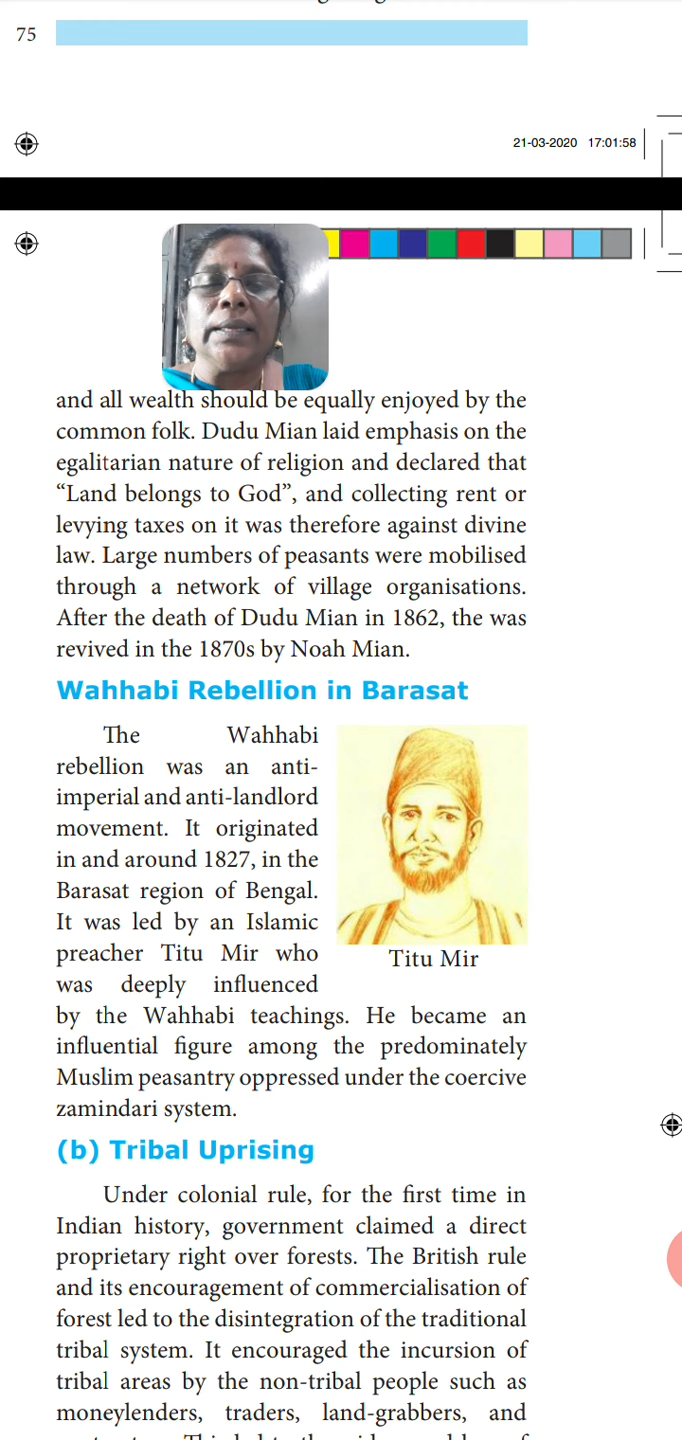 75
21-03-2020 17:01:58
and all wealth should be equally enjoyed by the
common folk. Dudu Mian laid emphasis on the
egalitarian nature of religion and declared that
“Land belongs to God”, and collecting rent or
levying taxes on it was therefore against divine
law. Large numbers of peasants were mobilised
through a network of village organisations.
After the death of Dudu Mian in 1862, the was
revived in the 1870s by Noah Mian.
Wahhabi Rebellion in Barasat
The Wahhabi
rebellion was an anti-
imperial and anti-landlord
movement. It originated
in and around 1827, in the
Barasat region of Bengal.
It was led by an Islamic
preacher Titu Mir who
was deeply influenced
Titu Mir
by the Wahhabi teachings. He became an
influential figure among the predominately
Muslim peasantry oppressed under the coercive
zamindari system.
(b) Tribal Uprising
Under colonial rule, for the first time in
Indian history, government claimed a direct
proprietary right over forests. The British rule
and its encouragement of commercialisation of
forest led to the disintegration of the traditional
tribal system. It encouraged the incursion of
tribal areas by the non-tribal people such as
moneylenders, traders, land-grabbers, and